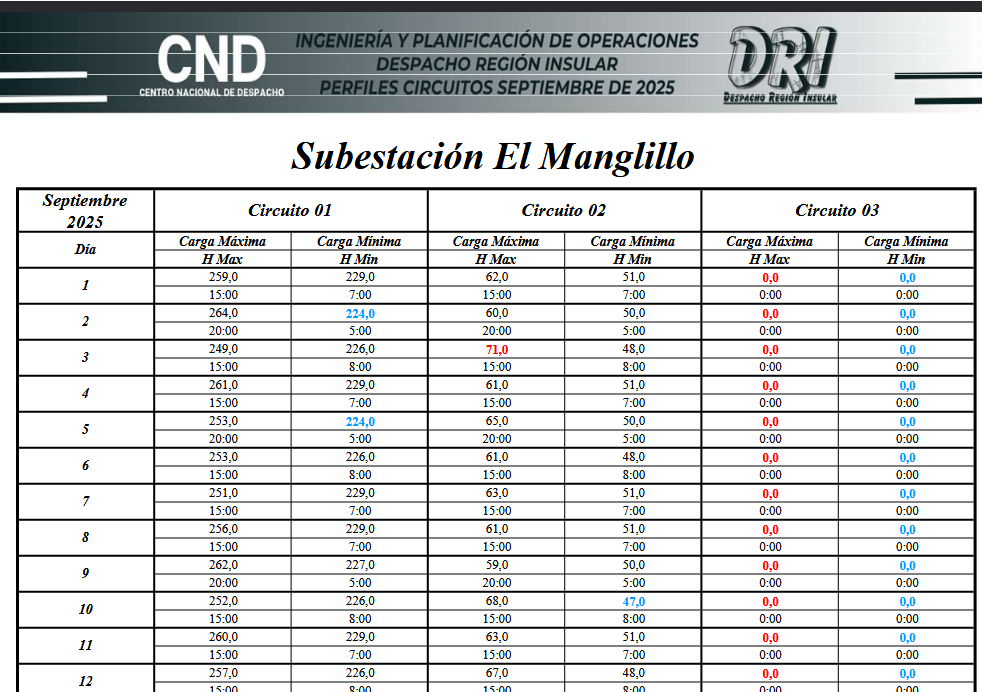 CND
CENTRO NACIONAL DE DESPACHO
INGENIERÍA Y PLANIFICACIÓN DE OPERACIONES
DESPACHO REGIÓN INSULAR
PERFILES CIRCUITOS SEPTIEMBRE DE 2025
DRI
DESPACHO REGIÓN INSULAR
Subestación El Manglillo
Septiembre 2025 Circuito 01 Circuito 02 Circuito 03
Día Carga Máxima Carga Mínima Carga Máxima Carga Mínima Carga Máxima Carga Mínima
H Max H Min H Max H Min H Max H Min
1 259,0 229,0 62,0 51,0 0,0 0,0
15:00 7:00 15:00 7:00 0:00 0:00
2 264,0 224,0 60,0 50,0 0,0 0,0
20:00 5:00 20:00 5:00 0:00 0:00
3 249,0 226,0 71,0 48,0 0,0 0,0
15:00 8:00 15:00 8:00 0:00 0:00
4 261,0 229,0 61,0 51,0 0,0 0,0
15:00 7:00 15:00 7:00 0:00 0:00
5 253,0 224,0 65,0 50,0 0,0 0,0
20:00 5:00 20:00 5:00 0:00 0:00
6 253,0 226,0 61,0 48,0 0,0 0,0
15:00 8:00 15:00 8:00 0:00 0:00
7 251,0 229,0 63,0 51,0 0,0 0,0
15:00 7:00 15:00 7:00 0:00 0:00
8 256,0 229,0 61,0 51,0 0,0 0,0
15:00 7:00 15:00 7:00 0:00 0:00
9 262,0 227,0 59,0 50,0 0,0 0,0
20:00 5:00 20:00 5:00 0:00 0:00
10 252,0 226,0 68,0 47,0 0,0 0,0
15:00 8:00 15:00 8:00 0:00 0:00
11 260,0 229,0 63,0 51,0 0,0 0,0
15:00 7:00 15:00 7:00 0:00 0:00
12 257,0 226,0 67,0 48,0 0,0 0,0
15:00 8:00 15:00 8:00 0:00 0:00